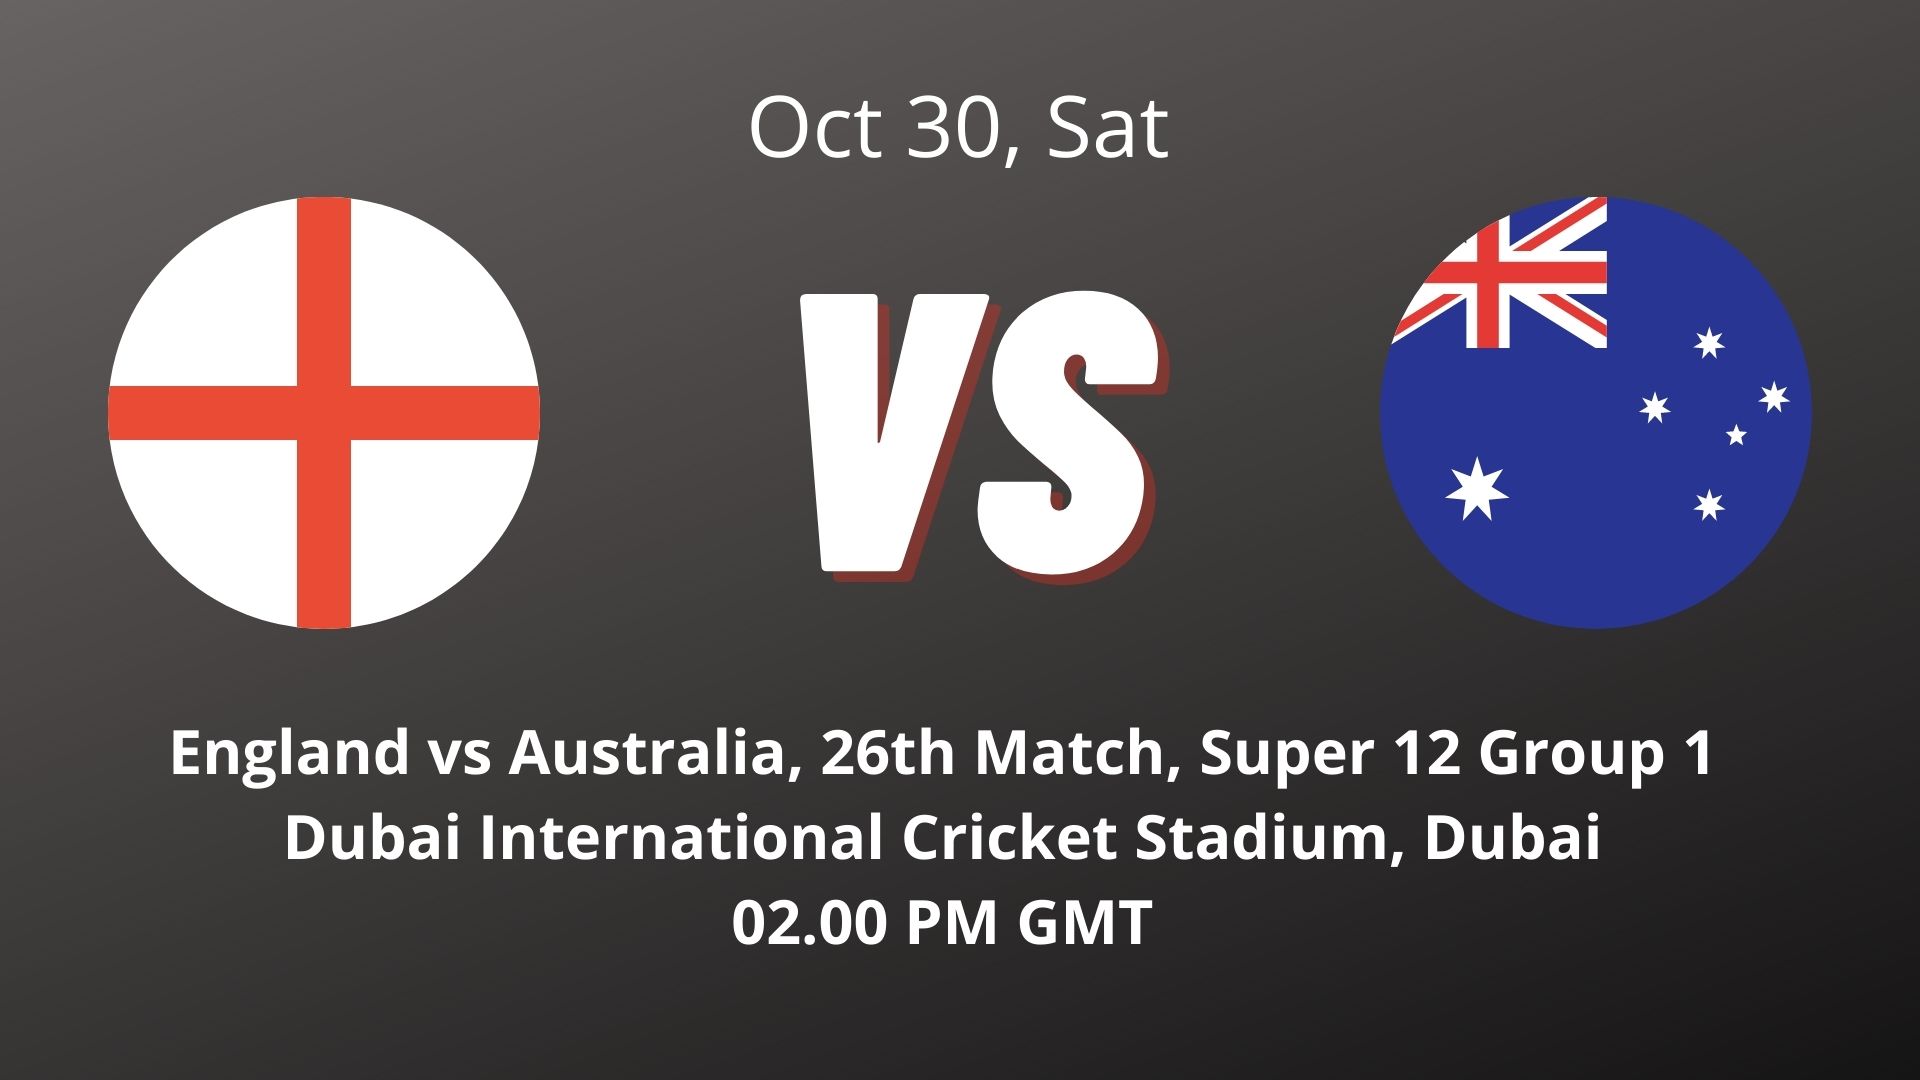 Oct 30, Sat
VS
England vs Australia, 26th Match, Super 12 Group 1
Dubai International Cricket Stadium, Dubai
02.00 PM GMT